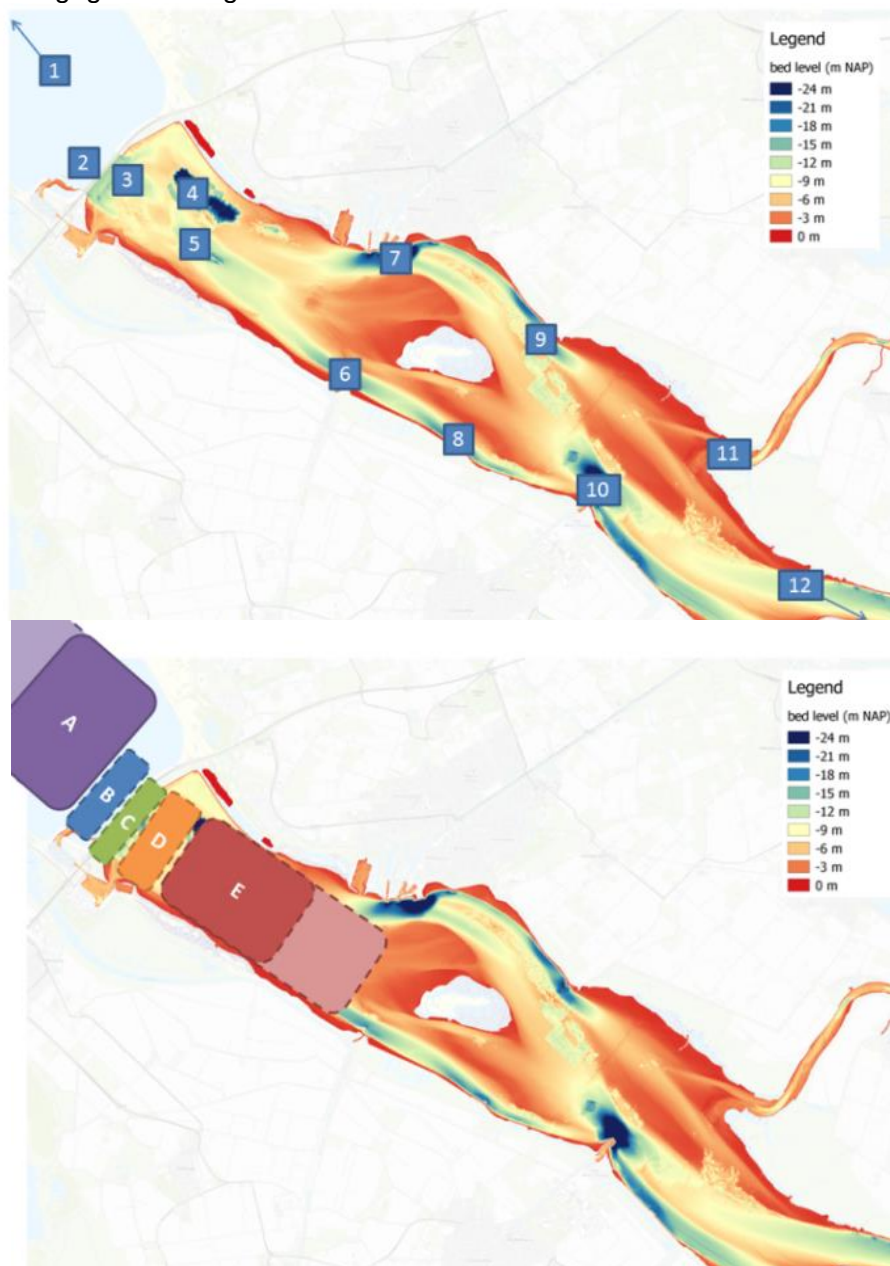 1
2
3
4
5
6
7
8
9
10
11
12
Legend
bed level (m NAP)
-24 m
-21 m
-18 m
-15 m
-12 m
-9 m
-6 m
-3 m
0 m
A
B
C
D
E
Legend
bed level (m NAP)
-24 m
-21 m
-18 m
-15 m
-12 m
-9 m
-6 m
-3 m
0 m